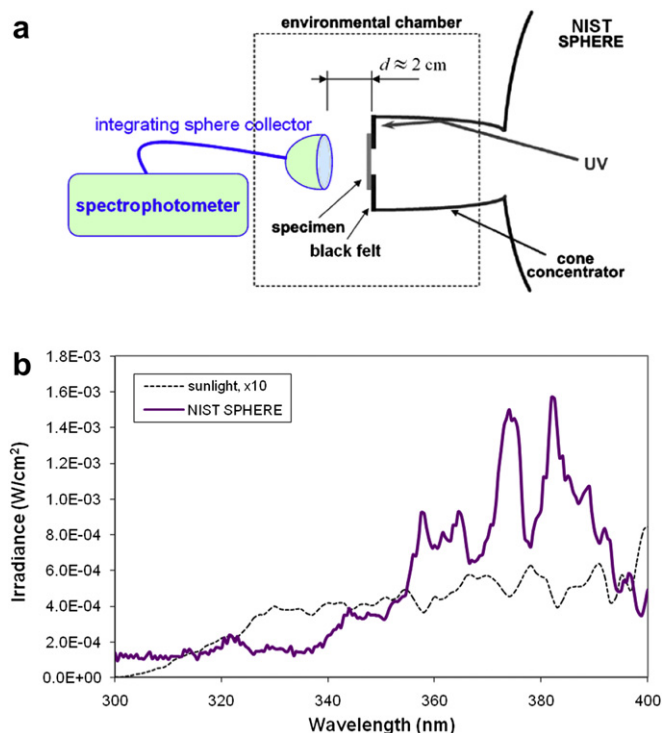 a
environmental chamber
NIST
SPHERE
d ≈ 2 cm
integrating sphere collector
UV
spectrophotometer
specimen
black felt
cone
concentrator
b
1.8E-03
1.6E-03
1.4E-03
1.2E-03
1.0E-03
8.0E-04
6.0E-04
4.0E-04
2.0E-04
0.0E+00
Irradiance (W/cm²)
sunlight, x10
NIST SPHERE
300
320
340
360
380
400
Wavelength (nm)